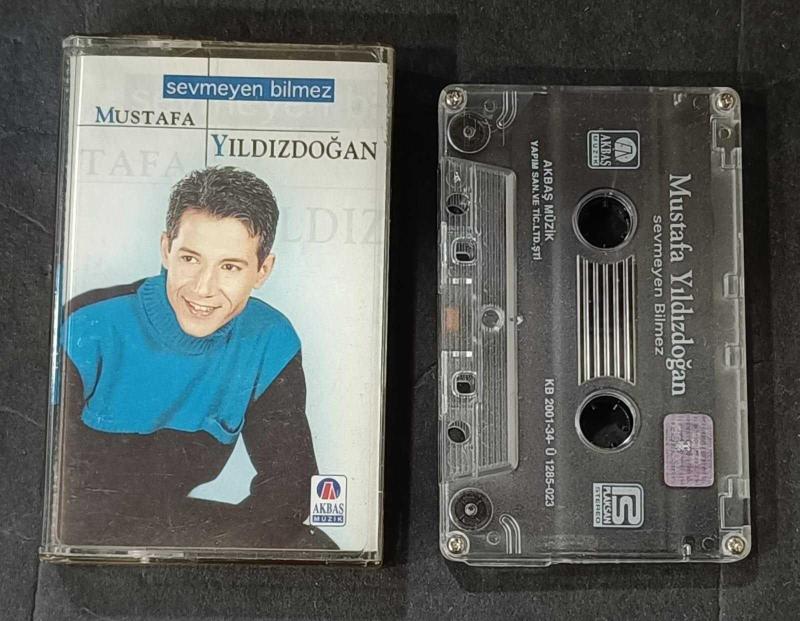 sevmeyen bilmez
MUSTAFA
YILDIZDOĞAN
TAFA
LDIZ
AKBAŞ
MÜZİK
AKBAŞ
MÜZİK
AKBAŞ MÜZİK
YAPIM SAN.VE TİC.LTD.ŞTİ
Mustafa Yıldızdoğan
sevmeyen Bilmez
KB 2001-34- Ü 1285-023
PLAKSAN
STEREO